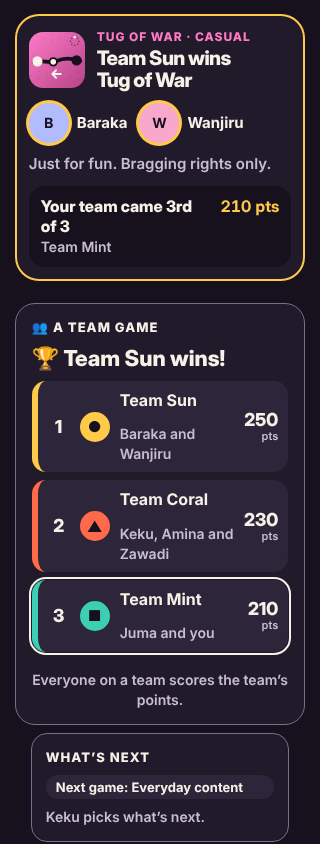 TUG OF WAR · CASUAL
Team Sun wins
Tug of War
B Baraka W Wanjiru
Just for fun. Bragging rights only.
Your team came 3rd 210 pts
of 3
Team Mint
👥 A TEAM GAME
🏆 Team Sun wins!
1 Team Sun 250 pts
Baraka and
Wanjiru
2 Team Coral 230 pts
Keku, Amina and
Zawadi
3 Team Mint 210 pts
Juma and you
Everyone on a team scores the team’s
points.
WHAT’S NEXT
Next game: Everyday content
Keku picks what’s next.